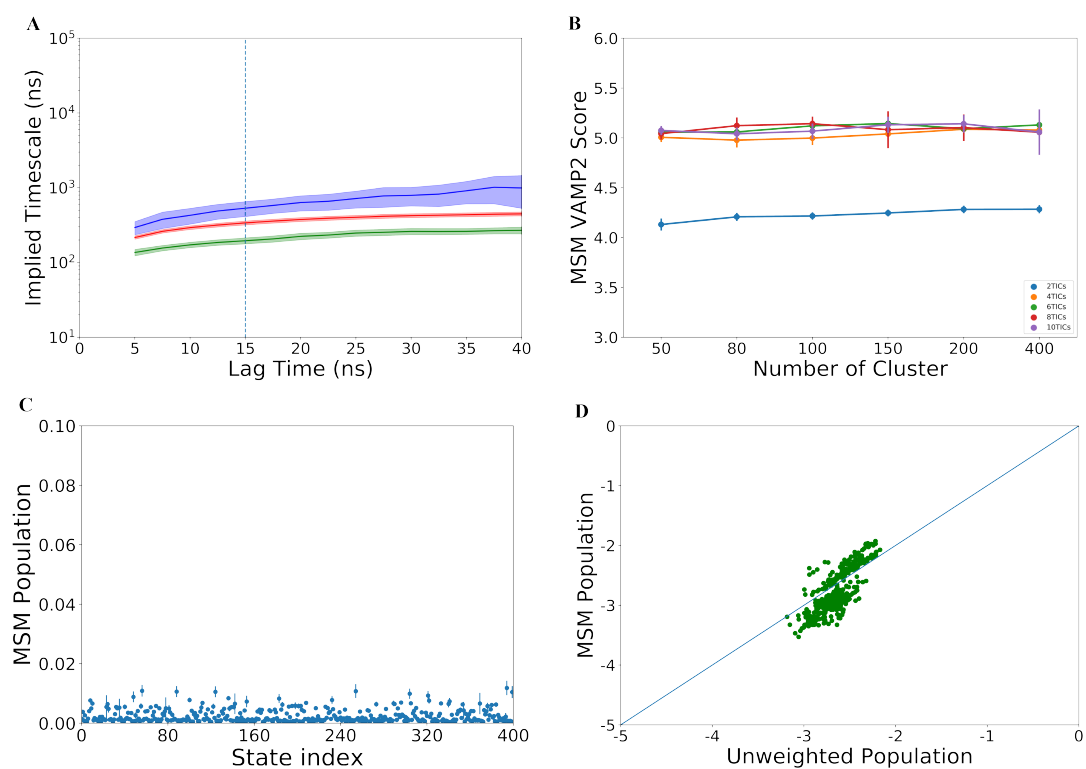 A
10^5
10^4
10^3
10^2
10^1
Implied Timescale (ns)
0 5 10 15 20 25 30 35 40
Lag Time (ns)
B
6.0
5.5
5.0
4.5
4.0
3.5
3.0
MSM VAMP2 Score
2TICs
4TICs
6TICs
8TICs
10TICs
50 80 100 150 200 400
Number of Cluster
C
0.10
0.08
0.06
0.04
0.02
0.00
MSM Population
0 80 160 240 320 400
State index
D
0
-1
-2
-3
-4
-5
MSM Population
-5 -4 -3 -2 -1 0
Unweighted Population